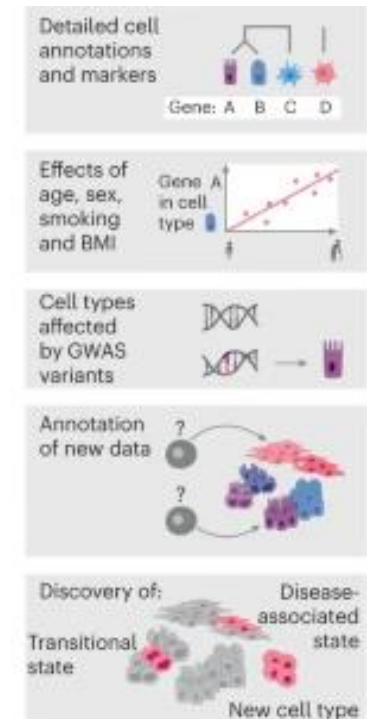 Detailed cell
annotations
and markers
Gene: A B C D
Effects of
age, sex,
smoking
and BMI
Gene A
in cell
type
Cell types
affected
by GWAS
variants
Annotation
of new data
?
?
Discovery of:
Disease-
associated
state
Transitional
state
New cell type